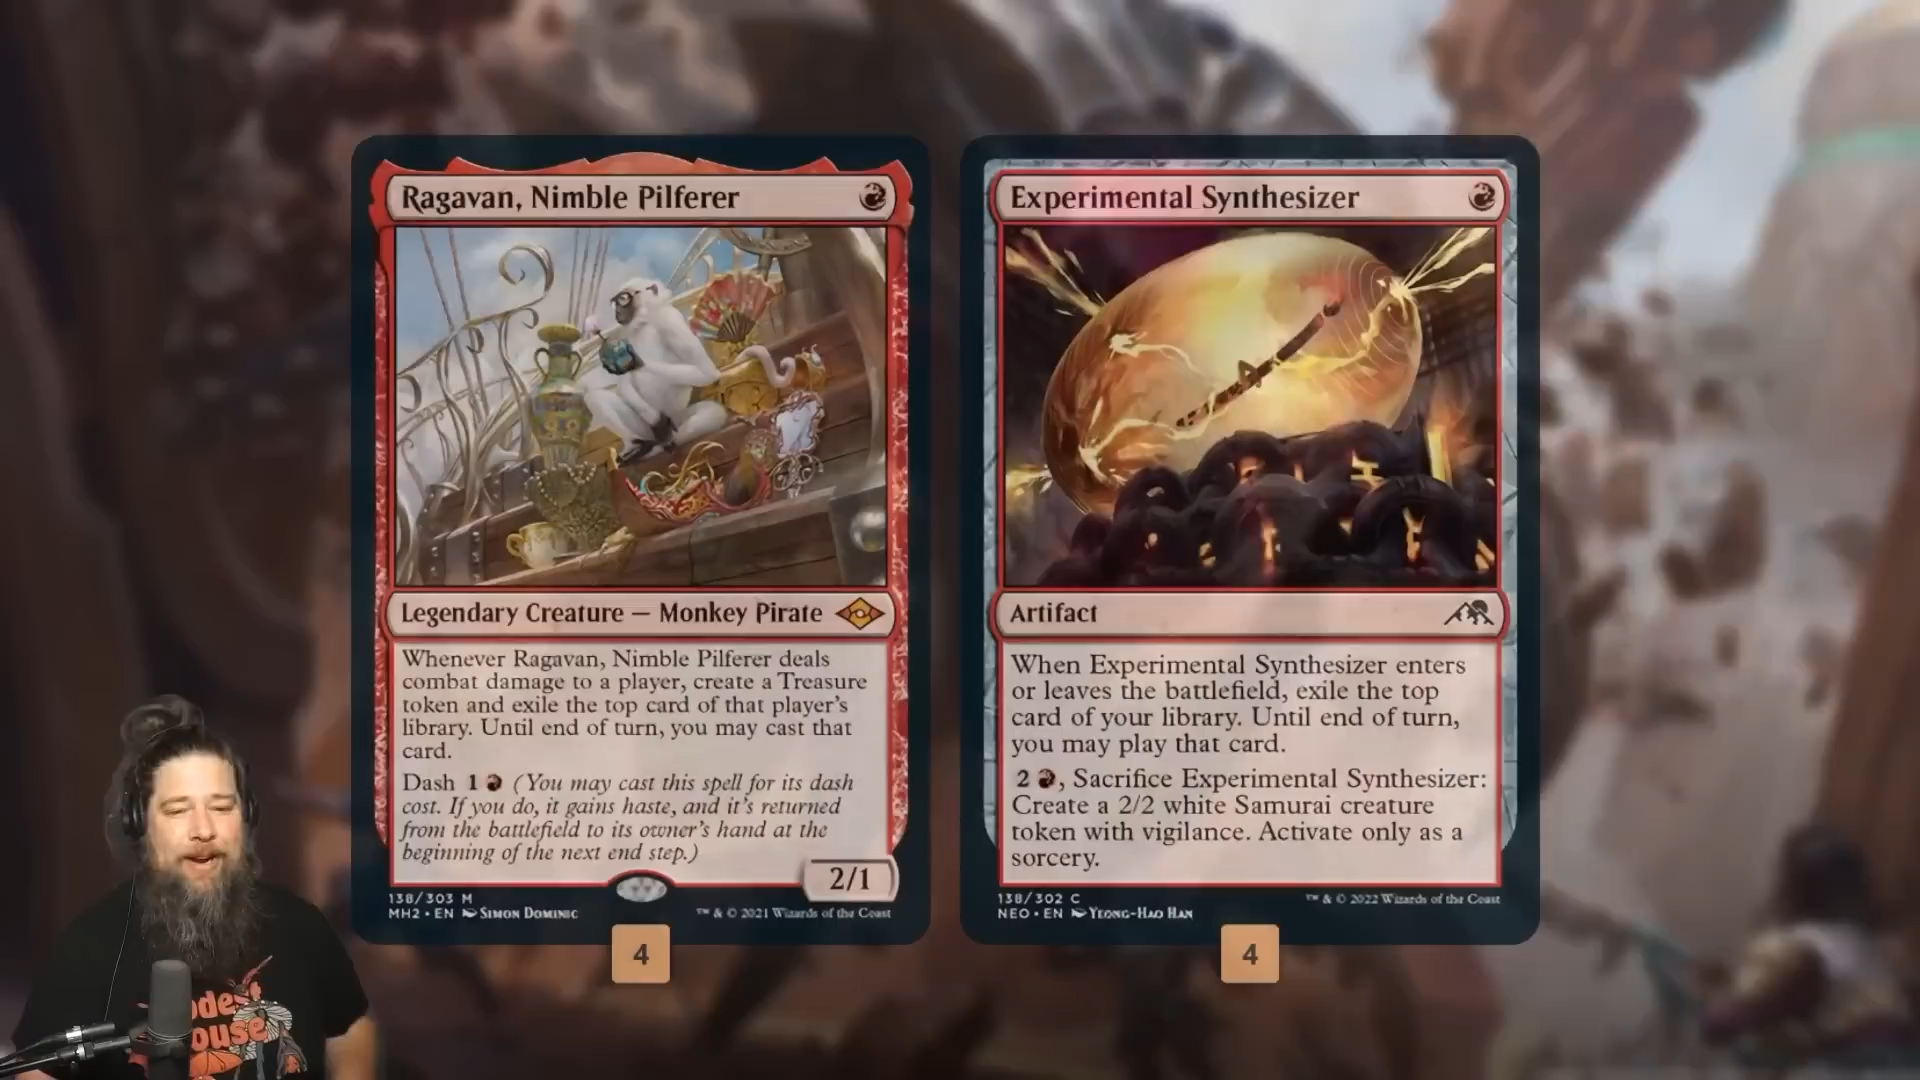 Ragavan, Nimble Pilferer
Legendary Creature — Monkey Pirate
Whenever Ragavan, Nimble Pilferer deals
combat damage to a player, create a Treasure
token and exile the top card of that player's
library. Until end of turn, you may cast that
card.
Dash 1 (You may cast this spell for its dash
cost. If you do, it gains haste, and it's returned
from the battlefield to its owner's hand at the
beginning of the next end step.)
2/1
138/303 M
MH2 • EN Simon Dominic
™ & © 2021 Wizards of the Coast
4
Experimental Synthesizer
Artifact
When Experimental Synthesizer enters
or leaves the battlefield, exile the top
card of your library. Until end of turn,
you may play that card.
2, Sacrifice Experimental Synthesizer:
Create a 2/2 white Samurai creature
token with vigilance. Activate only as a
sorcery.
138/302 C
NEO • EN Yeong-Hao Han
™ & © 2022 Wizards of the Coast
4